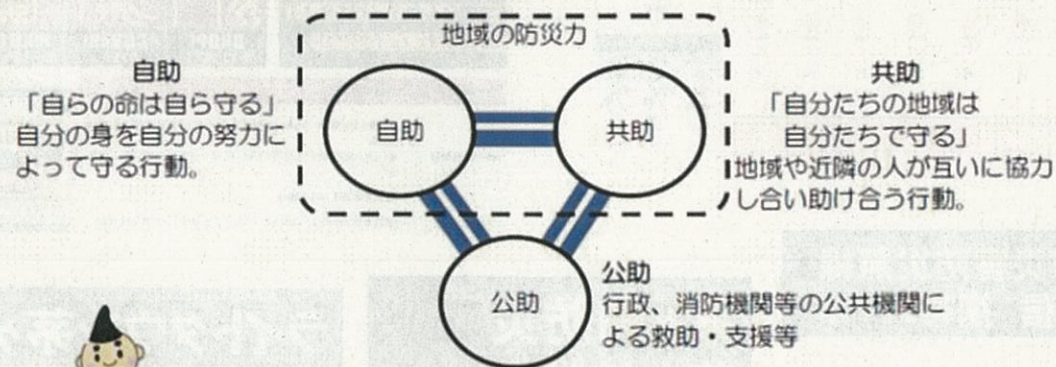 地域の防災力
自助
「自らの命は自ら守る」
自分の身を自分の努力に
よって守る行動。
自助
共助
共助
「自分たちの地域は
自分たちで守る」
地域や近隣の人が互いに協力
し合い助け合う行動。
公助
公助
行政、消防機関等の公共機関に
よる救助・支援等